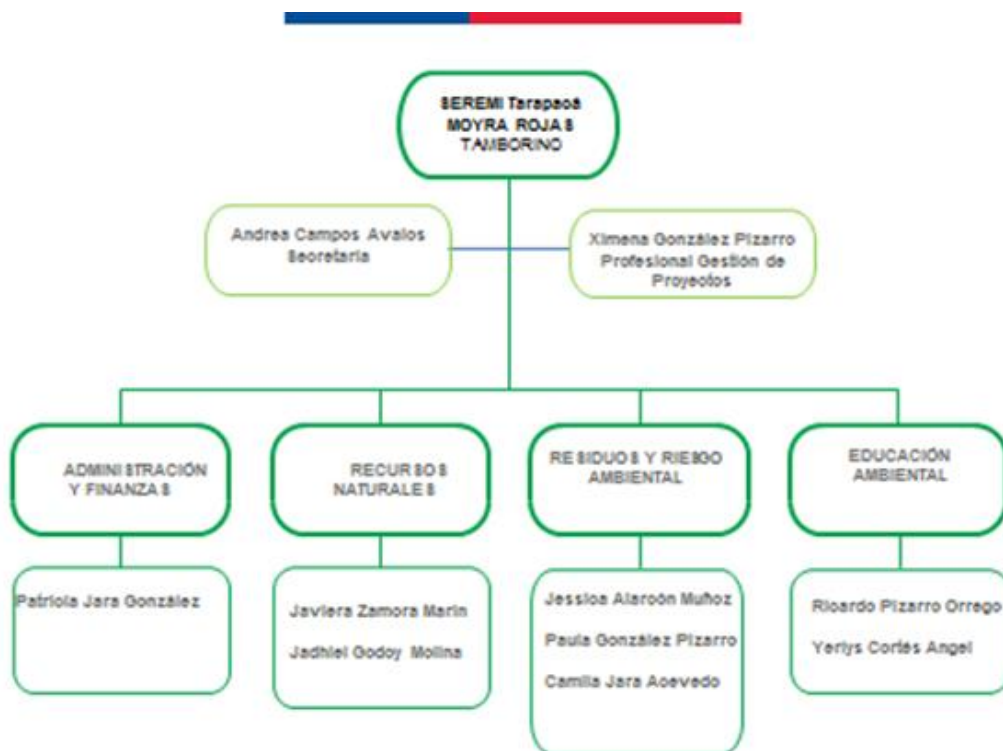 SEREMI Tarapacá
MOYRA ROJAS
TAMBORINO
Andrea Campos Avalos
Secretaria
Ximena González Pizarro
Profesional Gestión de
Proyectos
ADMINISTRACIÓN
Y FINANZAS
RECURSOS
NATURALES
RESIDUOS Y RIESGO
AMBIENTAL
EDUCACIÓN
AMBIENTAL
Patricia Jara González
Javiera Zamora Marin
Jadhiel Godoy Molina
Jessica Alarcón Muñoz
Paula González Pizarro
Camila Jara Acevedo
Ricardo Pizarro Orrego
Yerlys Cortés Angel